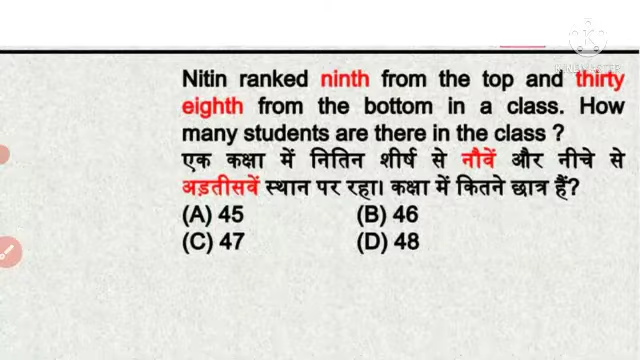 Nitin ranked ninth from the top and thirty
eighth from the bottom in a class. How
many students are there in the class ?
एक कक्षा में नितिन शीर्ष से नौवें और नीचे से
अड़तीसवें स्थान पर रहा। कक्षा में कितने छात्र हैं?
(A) 45 (B) 46
(C) 47 (D) 48